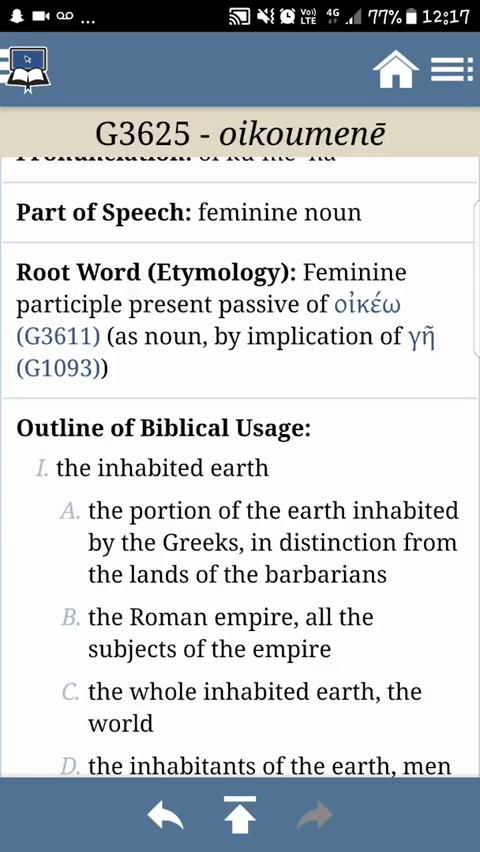 ... 4G 77% 12:17
G3625 - oikoumenē
Pronunciation:
Part of Speech: feminine noun
Root Word (Etymology): Feminine
participle present passive of οἰκέω
(G3611) (as noun, by implication of γῆ
(G1093))
Outline of Biblical Usage:
I. the inhabited earth
A. the portion of the earth inhabited
by the Greeks, in distinction from
the lands of the barbarians
B. the Roman empire, all the
subjects of the empire
C. the whole inhabited earth, the
world
D. the inhabitants of the earth, men